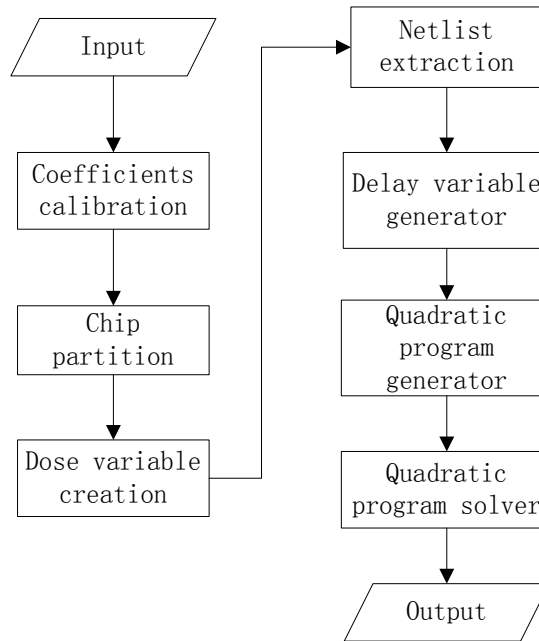 Input
Coefficients
calibration
Chip
partition
Dose variable
creation
Netlist
extraction
Delay variable
generator
Quadratic
program
generator
Quadratic
program solver
Output